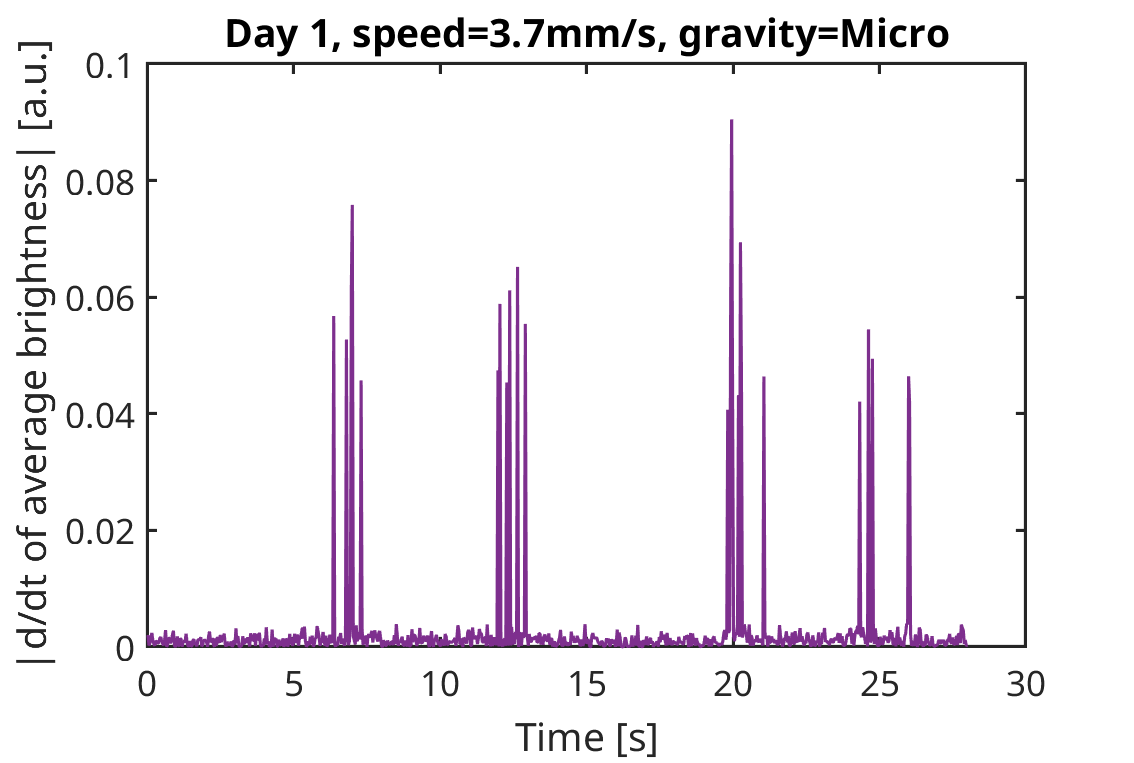 Day 1, speed=3.7mm/s, gravity=Micro
|d/dt of average brightness| [a.u.]
0.1
0.08
0.06
0.04
0.02
0
0 5 10 15 20 25 30
Time [s]